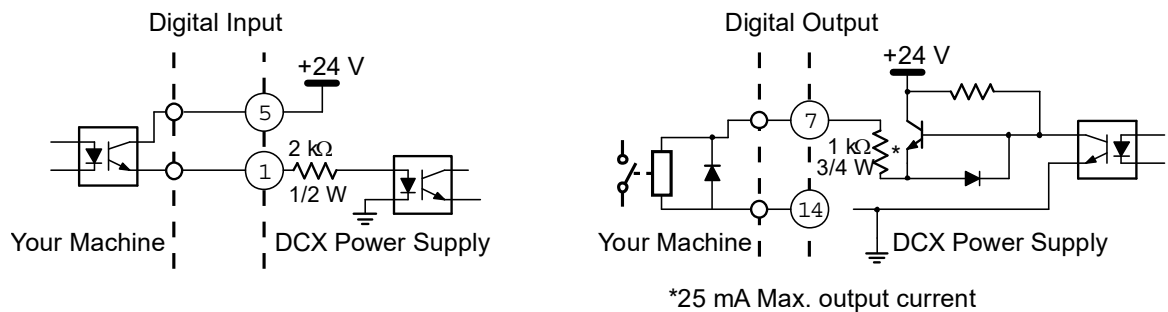 Digital Input
+24 V
5
1
2 kΩ
1/2 W
Your Machine
DCX Power Supply
Digital Output
+24 V
7
1 kΩ
3/4 W
*
14
Your Machine
DCX Power Supply
*25 mA Max. output current